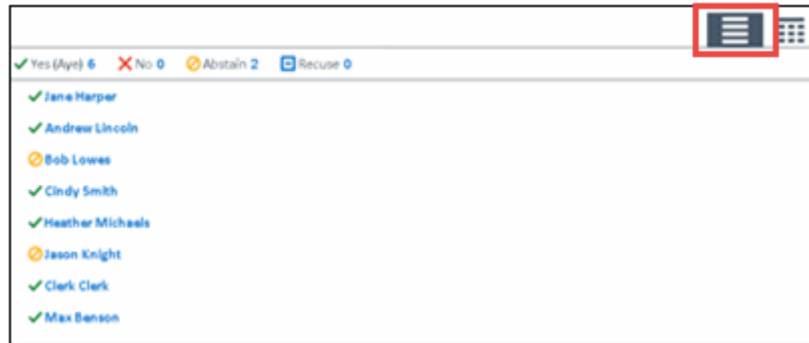 Yes (Aye) 6 No 0 Abstain 2 Recuse 0
Jane Harper
Andrew Lincoln
Bob Lowes
Cindy Smith
Heather Michaels
Jason Knight
Clerk Clerk
Max Benson